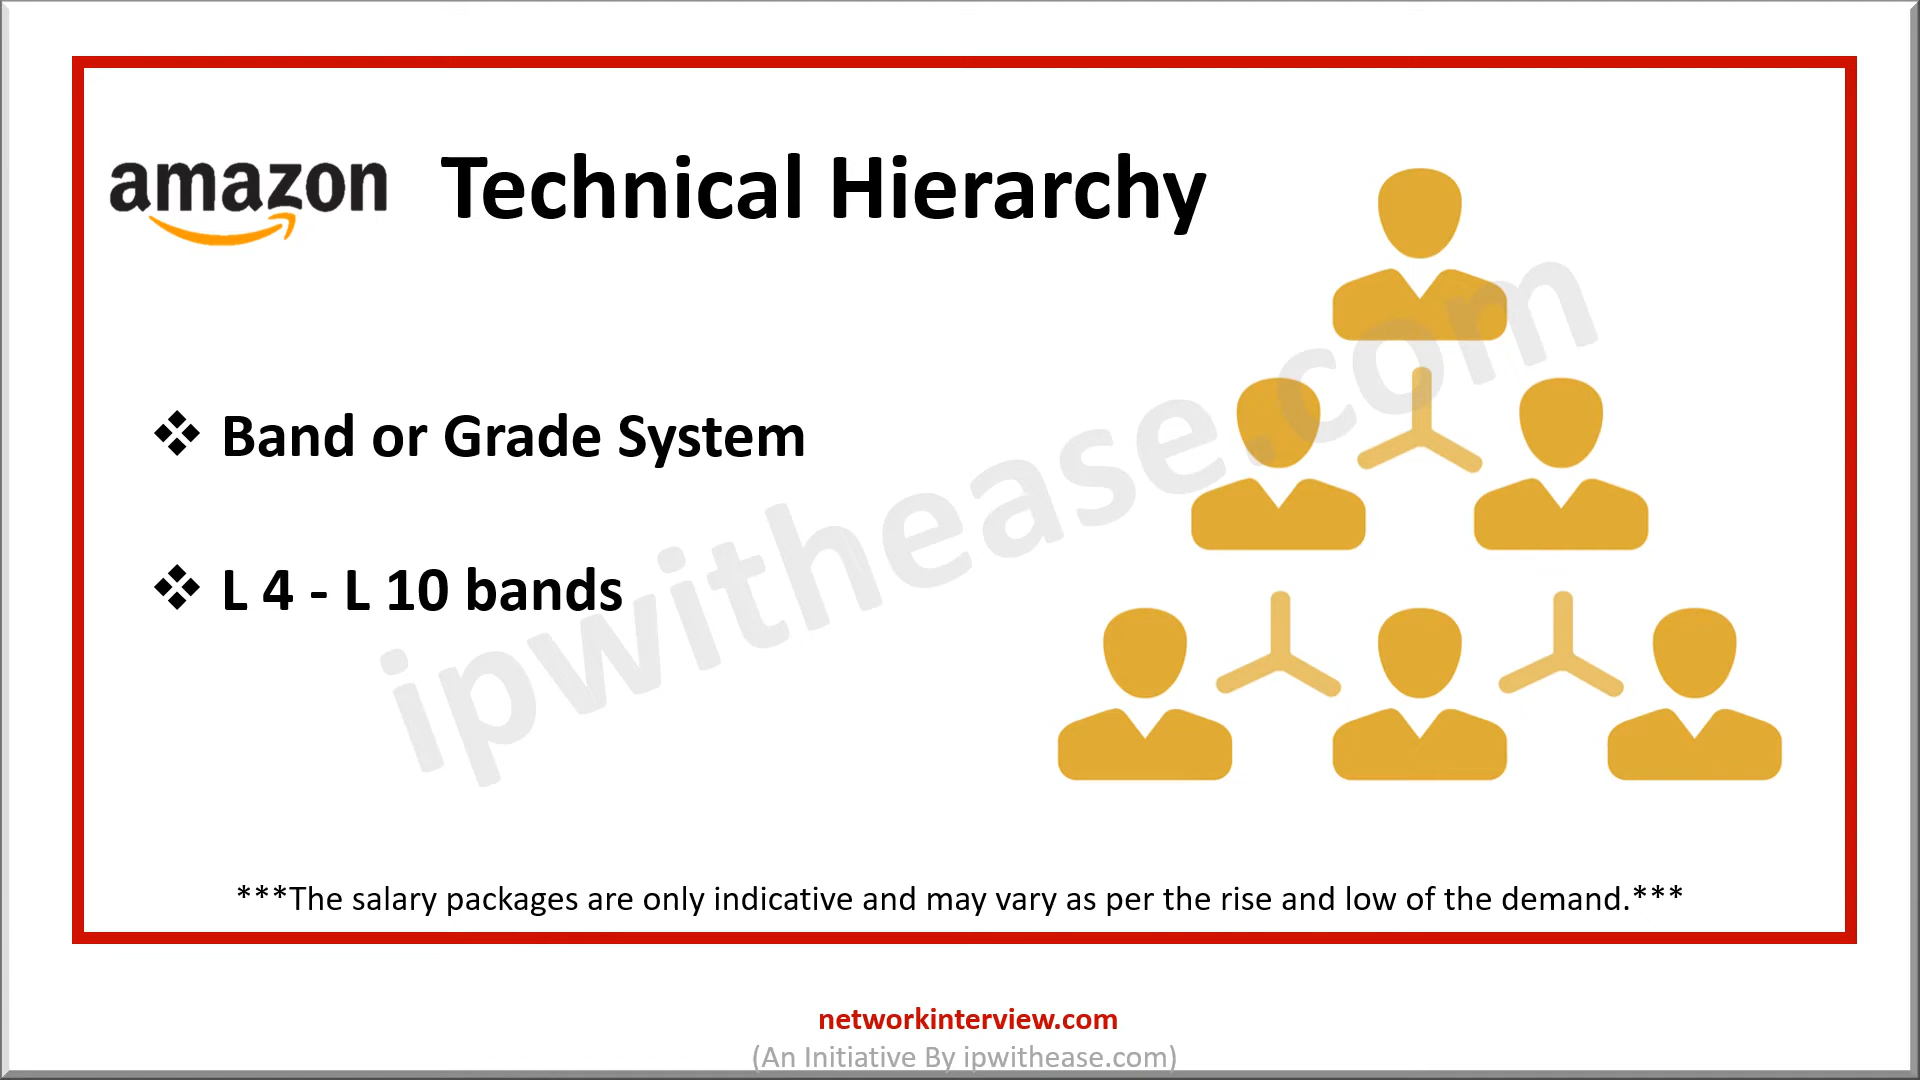 amazon Technical Hierarchy
❖ Band or Grade System
❖ L 4 - L 10 bands
ipwithease.com
***The salary packages are only indicative and may vary as per the rise and low of the demand.***
networkinterview.com
(An Initiative By ipwithease.com)